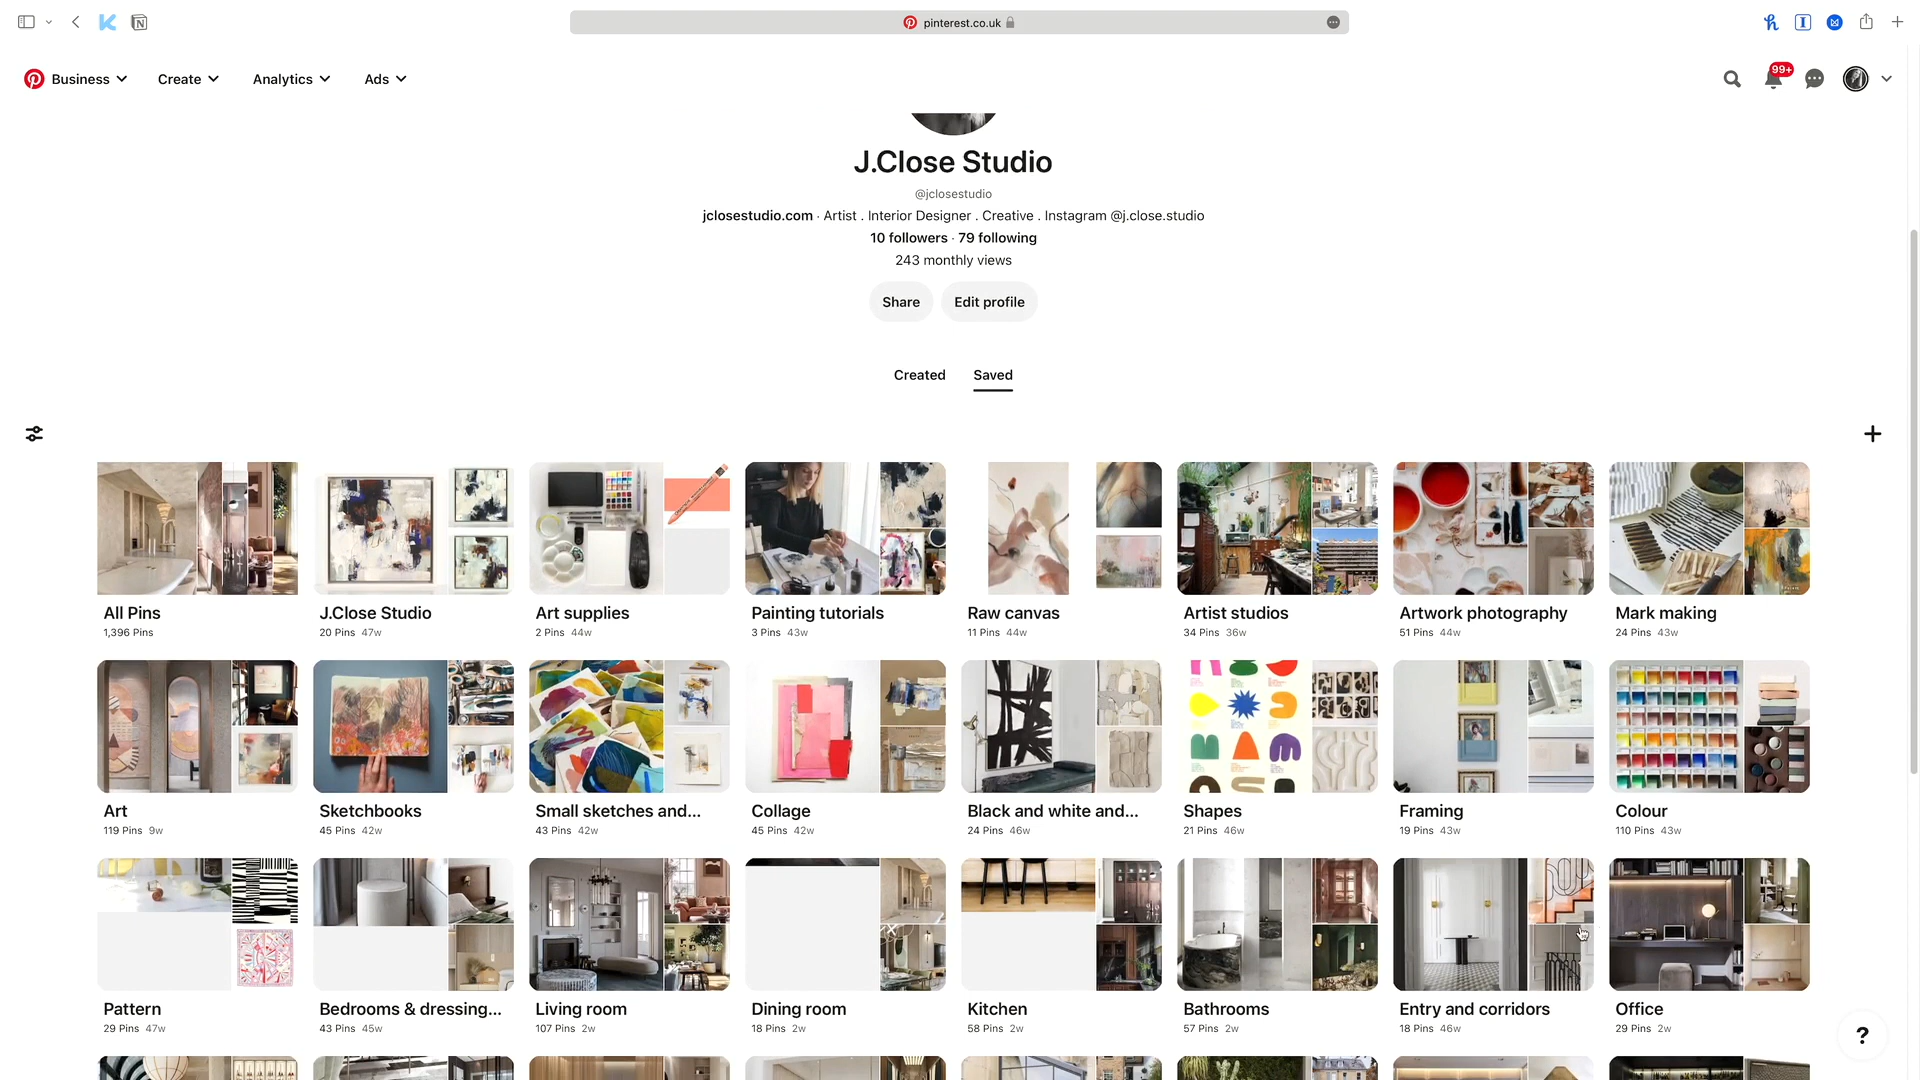 pinterest.co.uk
Business
Create
Analytics
Ads
99+
J.Close Studio
@jclosestudio
jclosestudio.com · Artist . Interior Designer . Creative . Instagram @j.close.studio
10 followers · 79 following
243 monthly views
Share
Edit profile
Created
Saved
All Pins
1,396 Pins
J.Close Studio
20 Pins 47w
Art supplies
2 Pins 44w
Painting tutorials
3 Pins 43w
Raw canvas
11 Pins 44w
Artist studios
34 Pins 36w
Artwork photography
51 Pins 44w
Mark making
24 Pins 43w
Art
119 Pins 9w
Sketchbooks
45 Pins 42w
Small sketches and...
43 Pins 42w
Collage
45 Pins 42w
Black and white and...
24 Pins 46w
Shapes
21 Pins 46w
Framing
19 Pins 43w
Colour
110 Pins 43w
Pattern
29 Pins 47w
Bedrooms & dressing...
43 Pins 45w
Living room
107 Pins 2w
Dining room
18 Pins 2w
Kitchen
58 Pins 2w
Bathrooms
57 Pins 2w
Entry and corridors
18 Pins 46w
Office
29 Pins 2w
?